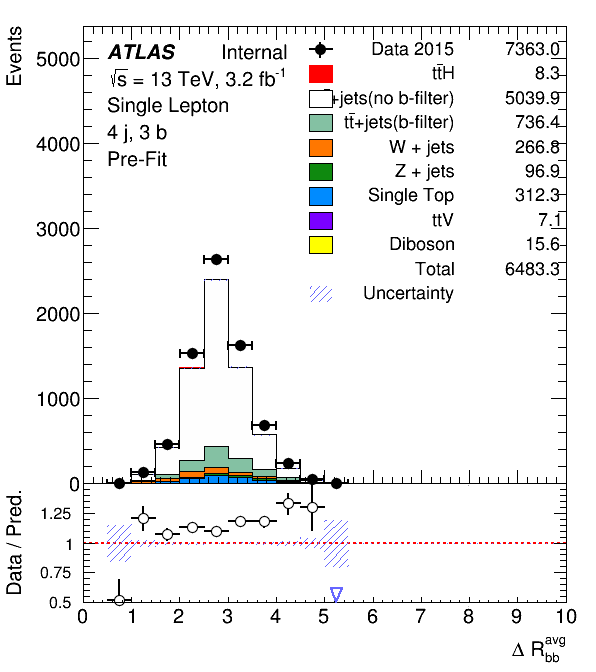 Events
5000
4000
3000
2000
1000
0
ATLAS Internal
√s = 13 TeV, 3.2 fb⁻¹
Single Lepton
4 j, 3 b
Pre-Fit
Data 2015 7363.0
tt̄H 8.3
+jets(no b-filter) 5039.9
tt̄+jets(b-filter) 736.4
W + jets 266.8
Z + jets 96.9
Single Top 312.3
ttV 7.1
Diboson 15.6
Total 6483.3
Uncertainty
Data / Pred.
1.25
1
0.75
0.5
0 1 2 3 4 5 6 7 8 9 10
Δ R_bb^avg